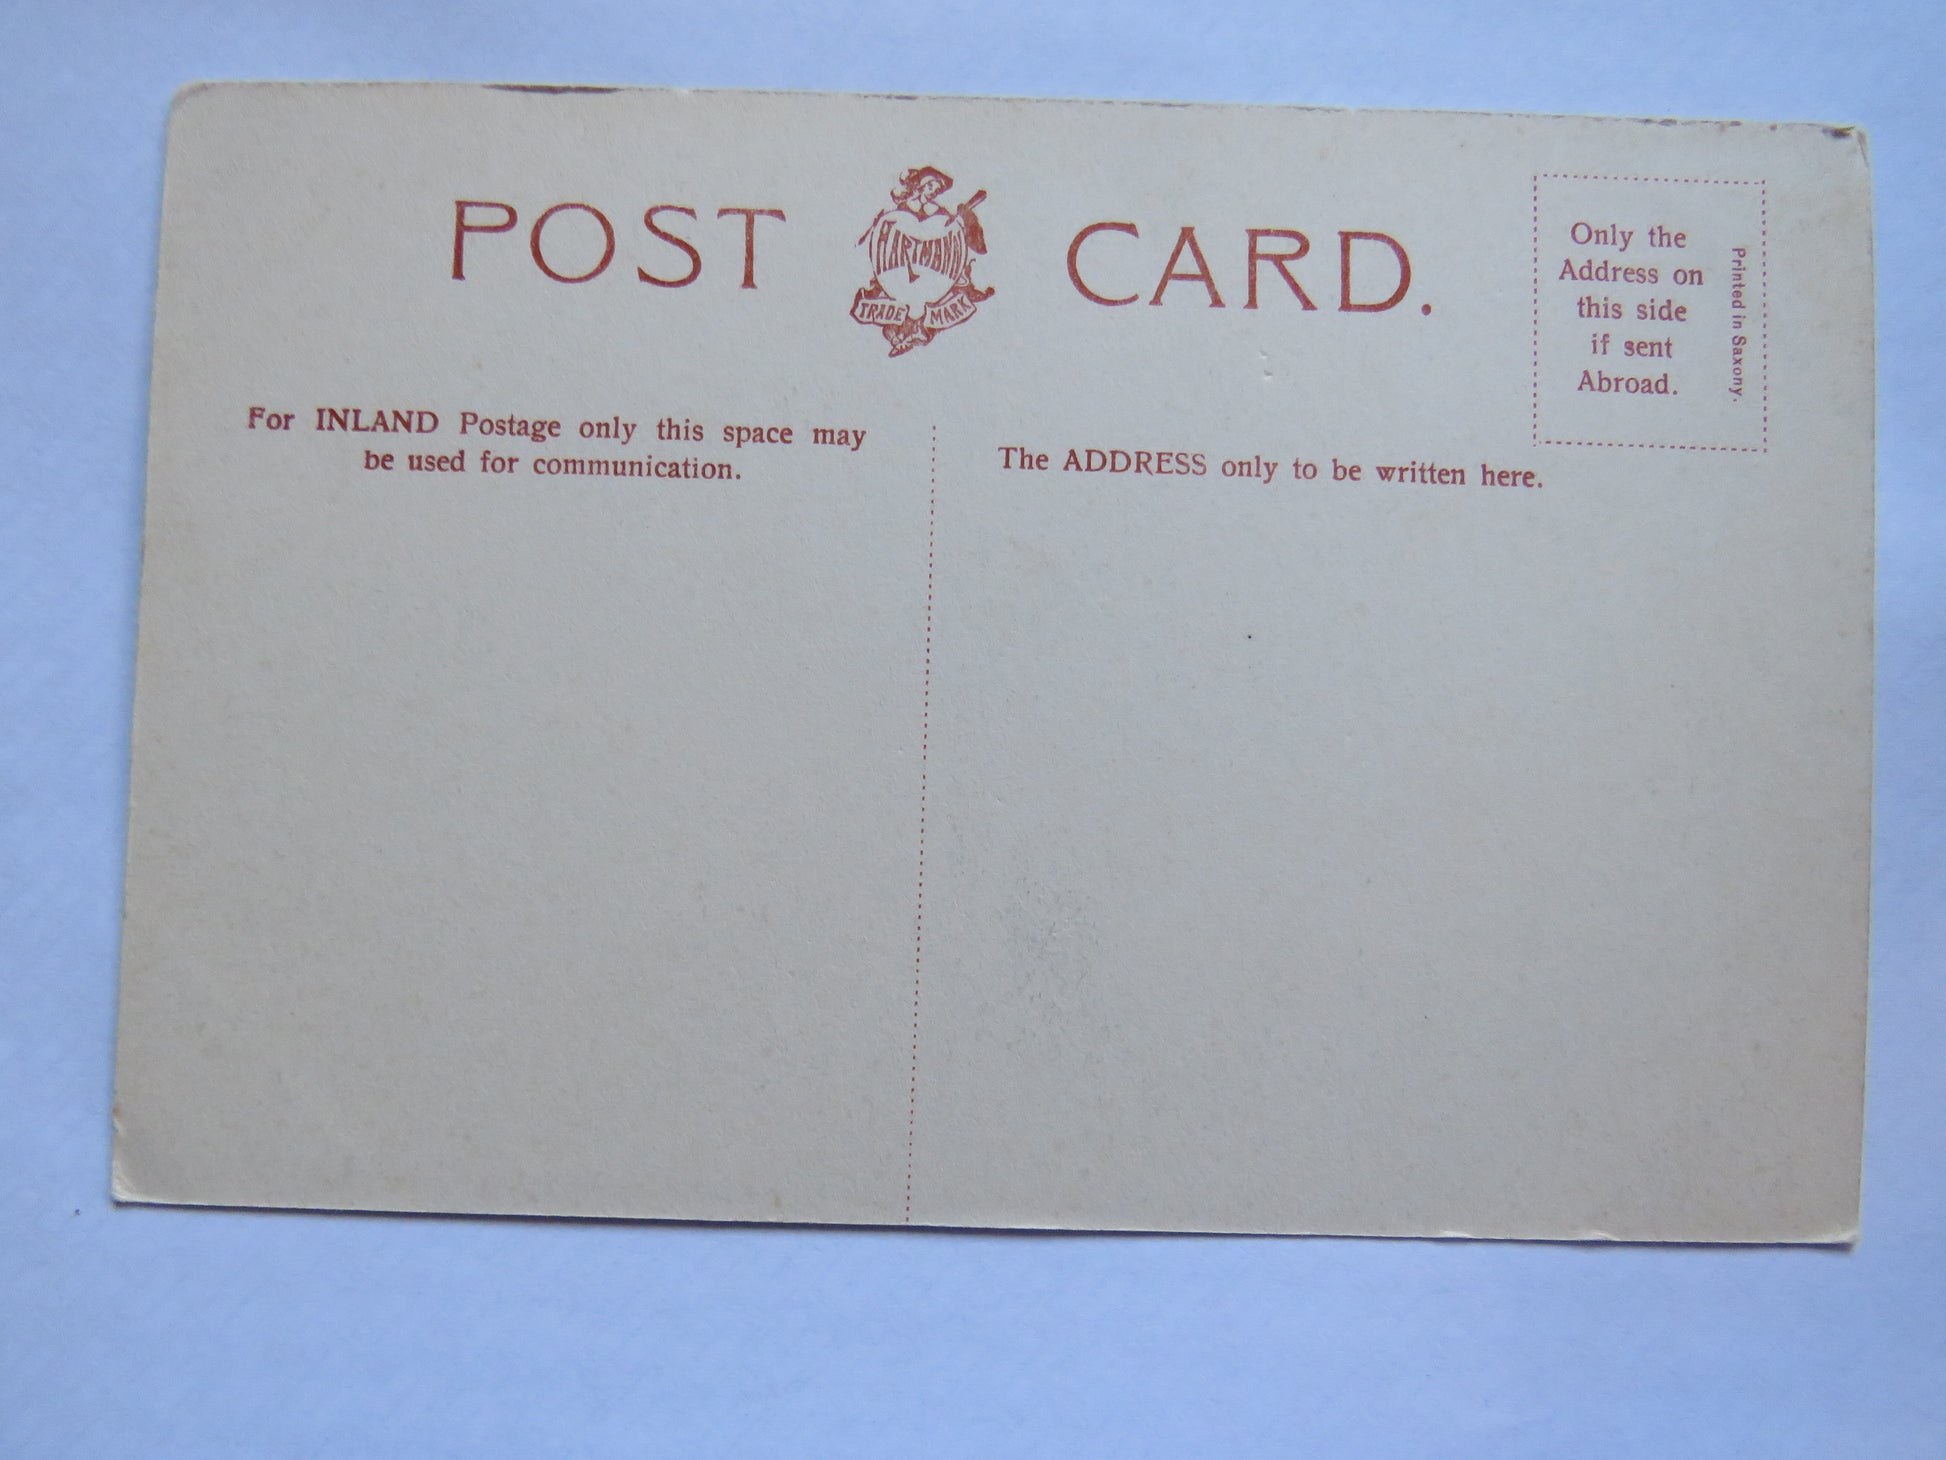 POST CARD.
HARTMANN
TRADE MARK
Only the
Address on
this side
if sent
Abroad.
Printed in Saxony.
For INLAND Postage only this space may
be used for communication.
The ADDRESS only to be written here.